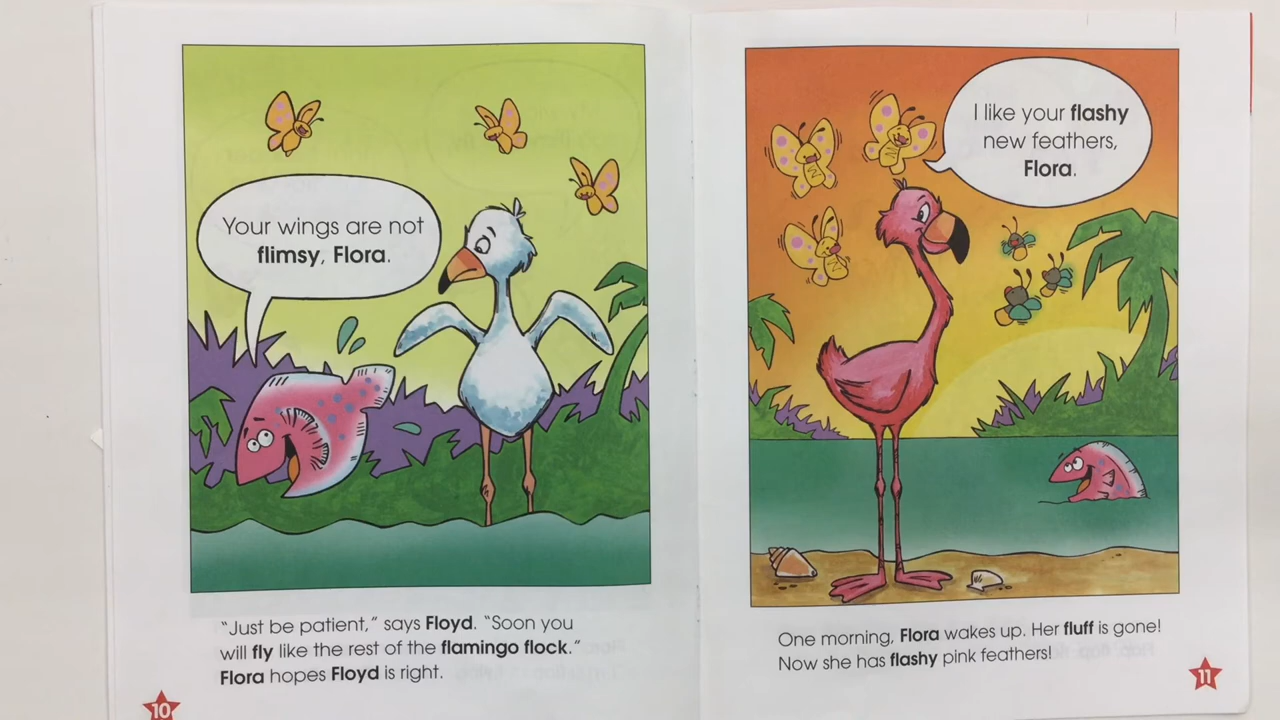 Your wings are not
flimsy, Flora.
"Just be patient," says Floyd. "Soon you
will fly like the rest of the flamingo flock."
Flora hopes Floyd is right.
10
I like your flashy
new feathers,
Flora.
Z
Z
Z
One morning, Flora wakes up. Her fluff is gone!
Now she has flashy pink feathers!
11